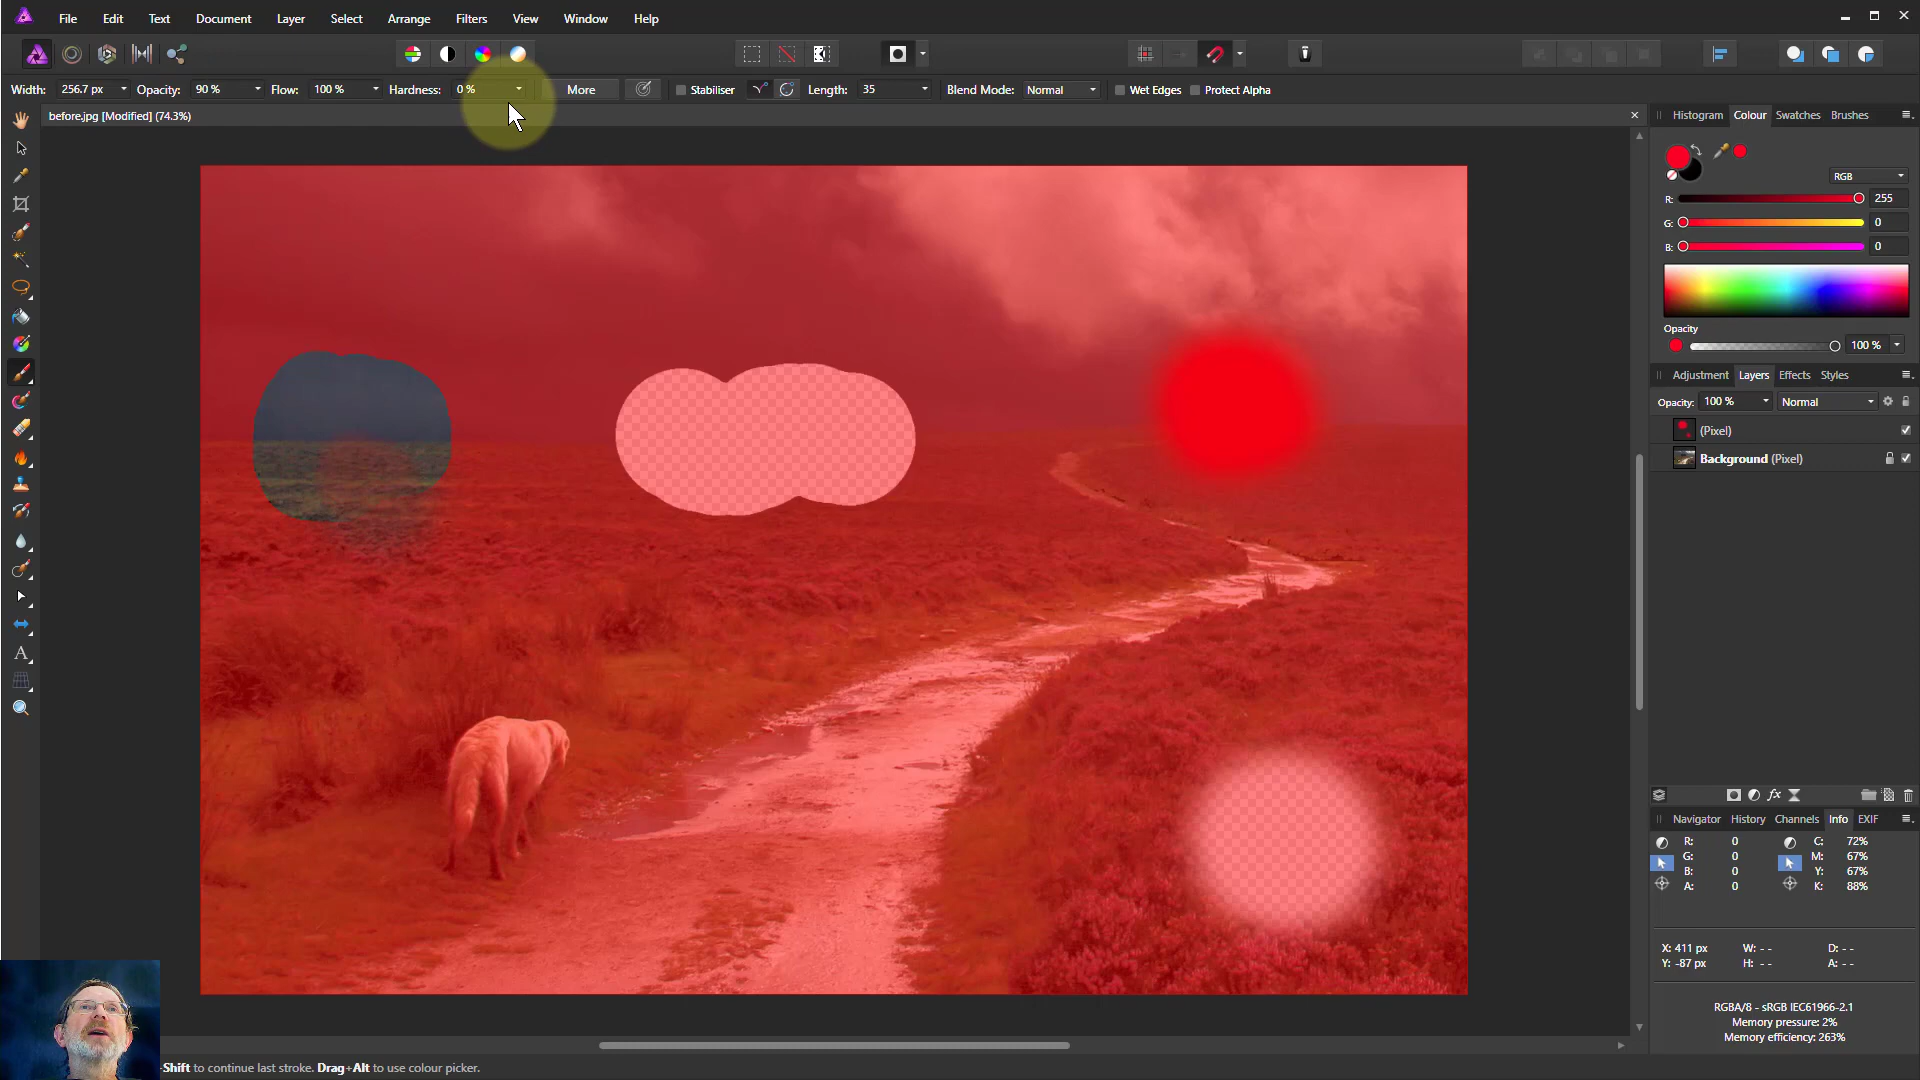 File Edit Text Document Layer Select Arrange Filters View Window Help
Width: 256.7 px Opacity: 90 % Flow: 100 % Hardness: 0 % More Stabiliser Length: 35 Blend Mode: Normal Wet Edges Protect Alpha
before.jpg [Modified] (74.3%)
Histogram Colour Swatches Brushes
RGB
R: 255
G: 0
B: 0
Opacity
100 %
Adjustment Layers Effects Styles
Opacity: 100 % Normal
(Pixel)
Background (Pixel)
fx
Navigator History Channels Info EXIF
R: 0 C: 72%
G: 0 M: 67%
B: 0 Y: 67%
A: 0 K: 88%
X: 411 px W: - - D: - -
Y: -87 px H: - - A: - -
RGBA/8 - sRGB IEC61966-2.1
Memory pressure: 2%
Memory efficiency: 263%
+Shift to continue last stroke. Drag+Alt to use colour picker.